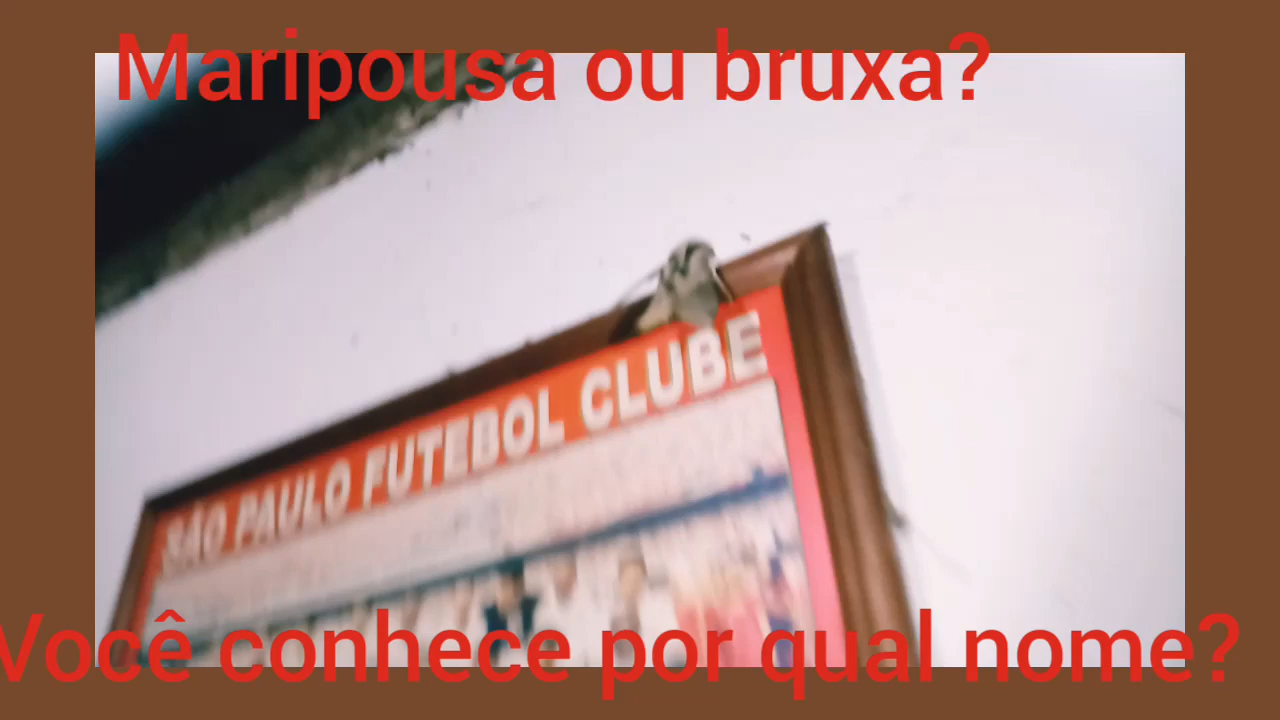 Maripousa ou bruxa?
SÃO PAULO FUTEBOL CLUBE
Você conhece por qual nome?